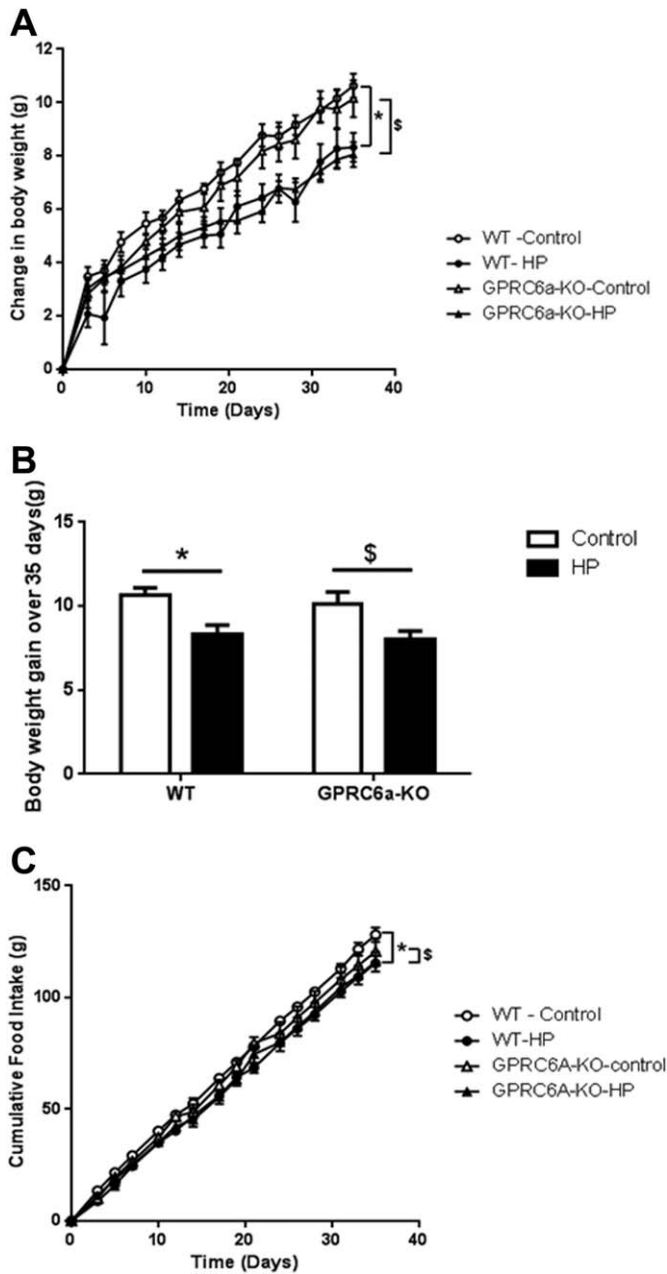 A
Change in body weight (g)
12
10
8
6
4
2
0
0 10 20 30 40
Time (Days)
* $
WT -Control
WT- HP
GPRC6a-KO-Control
GPRC6a-KO-HP
B
Body weight gain over 35 days(g)
15
10
5
0
* $
WT GPRC6a-KO
Control
HP
C
Cumulative Food Intake (g)
150
100
50
0
0 10 20 30 40
Time (Days)
* $
WT - Control
WT-HP
GPRC6A-KO-control
GPRC6A-KO-HP